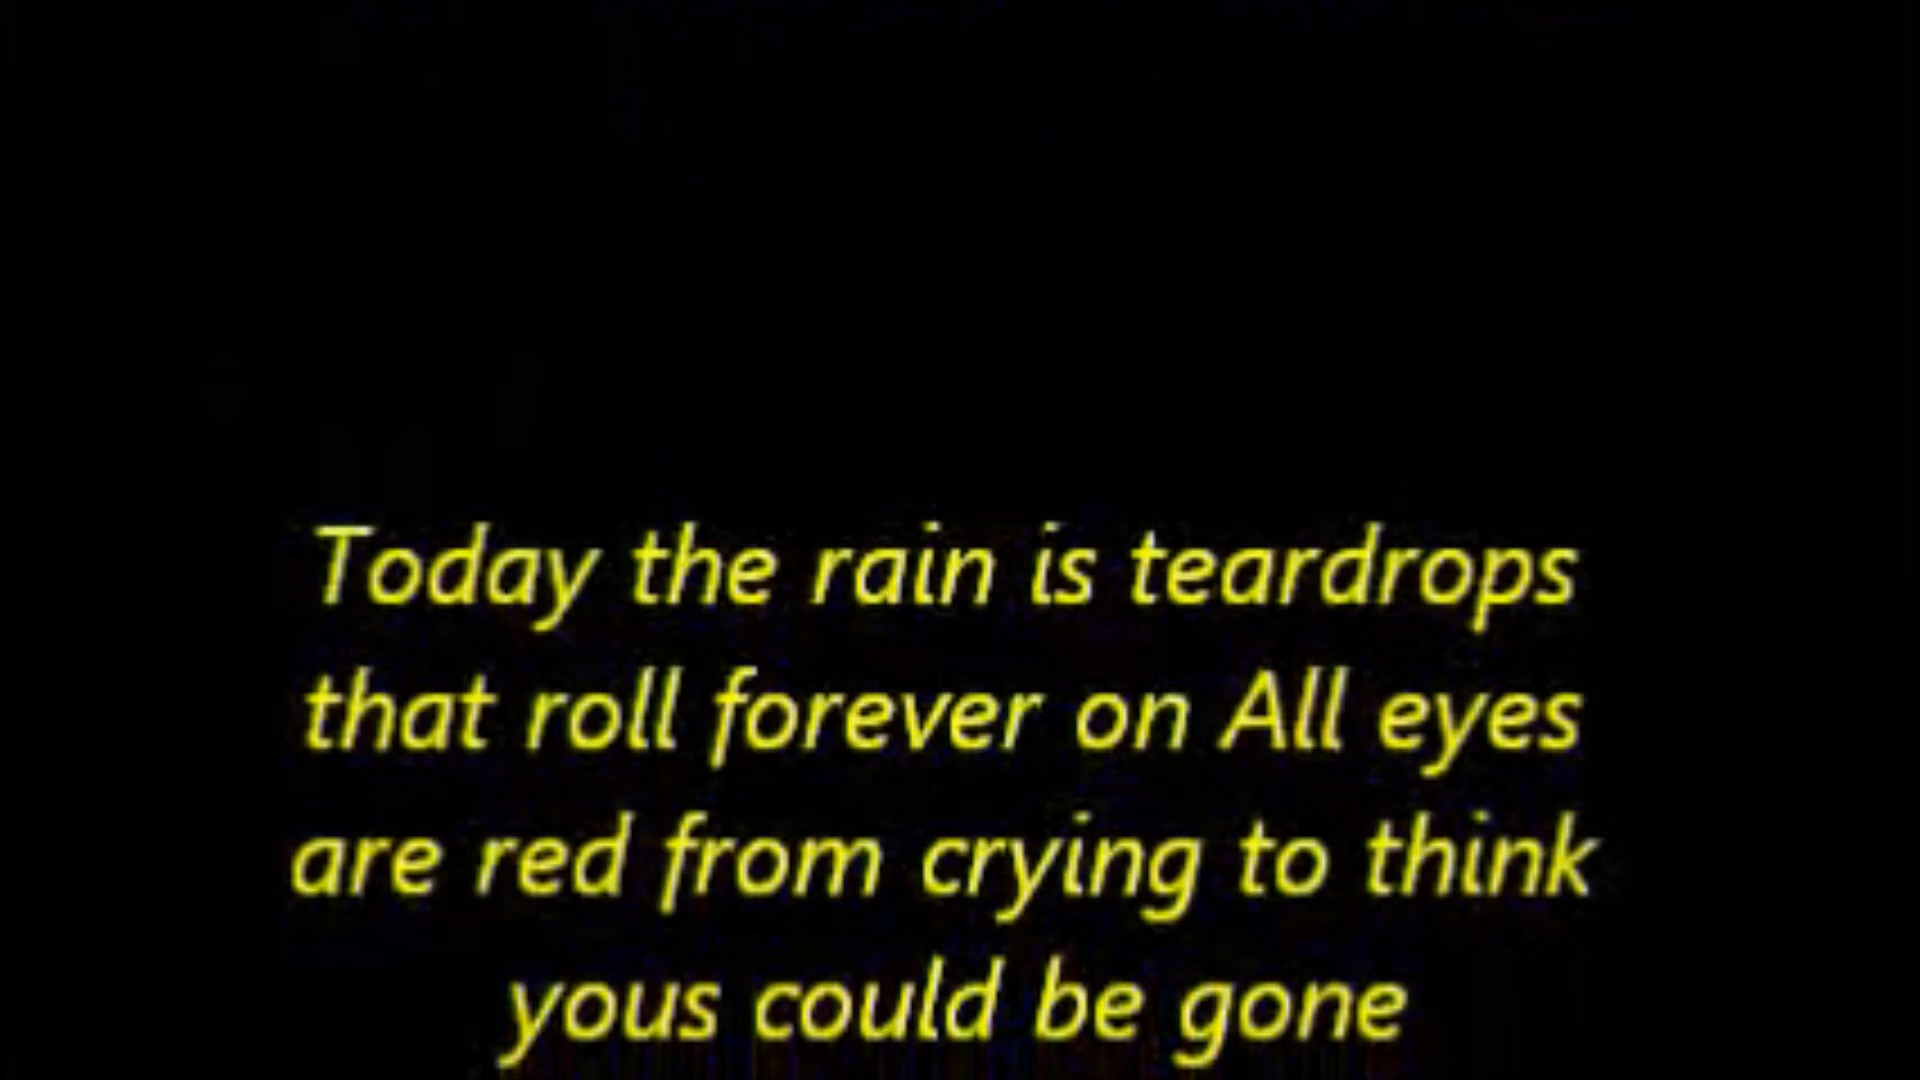 Today the rain is teardrops
that roll forever on All eyes
are red from crying to think
yous could be gone